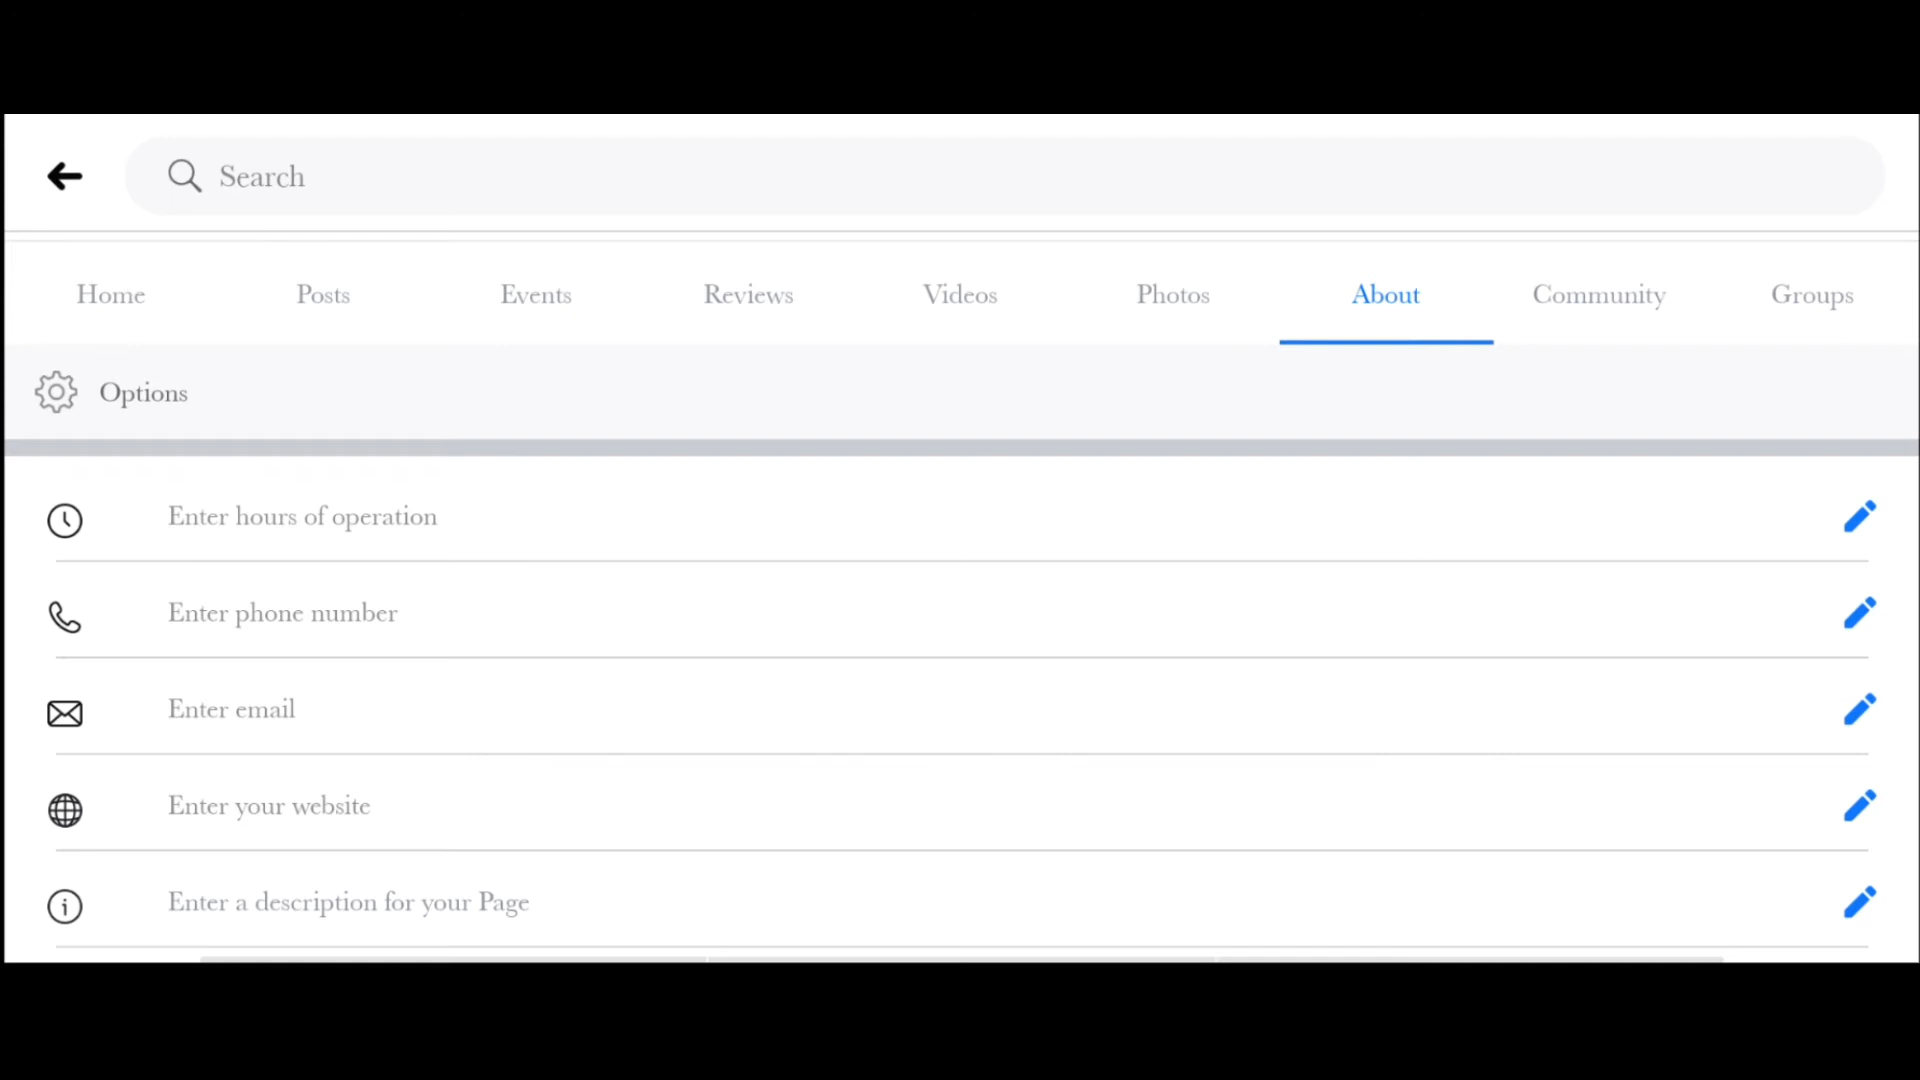 Search
Home Posts Events Reviews Videos Photos About Community Groups
Options
Enter hours of operation
Enter phone number
Enter email
Enter your website
Enter a description for your Page